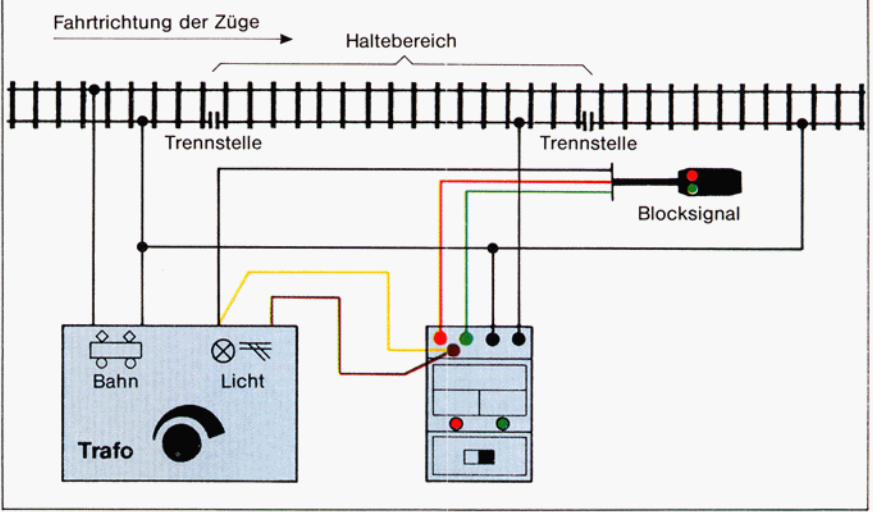 Fahrtrichtung der Züge
Haltebereich
Trennstelle
Trennstelle
Blocksignal
Bahn
Licht
Trafo